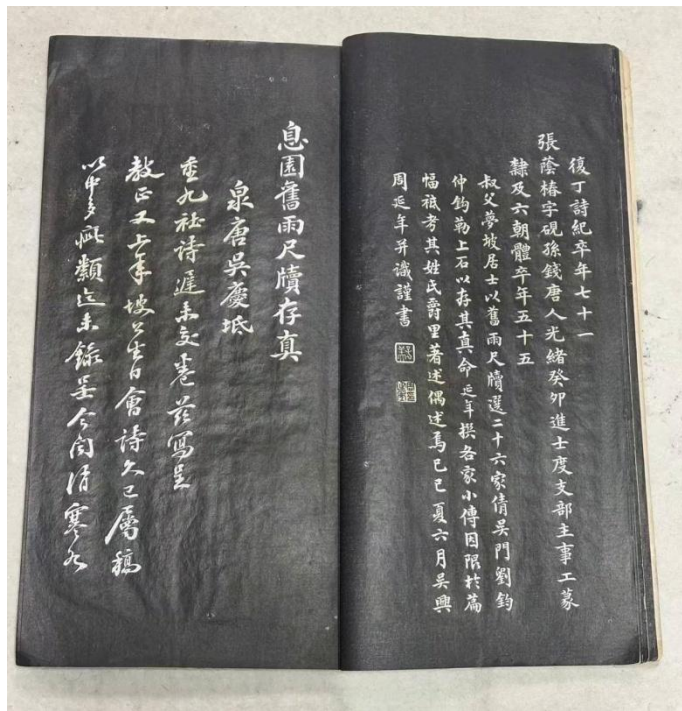 復丁詩紀卒年七十一
張蔭椿字硯孫錢唐人光緒癸卯進士度支部主事工篆
隸及六朝體卒年五十五
叔父夢坡居士以舊雨尺牘選二十六家倩吳門劉鈞
仲鈞勒上石以存其真命延年撰各家小傳因限於篇
幅祗考其姓氏爵里著述偶述焉己巳夏六月吳興
周延年并識謹書
息園舊雨尺牘存真
泉唐吳慶坻
重九社詩遲未交卷茲寫呈
教正又去年坡公生日會詩久已屬稿
以中多疵纇迄未錄呈今閒消寒九